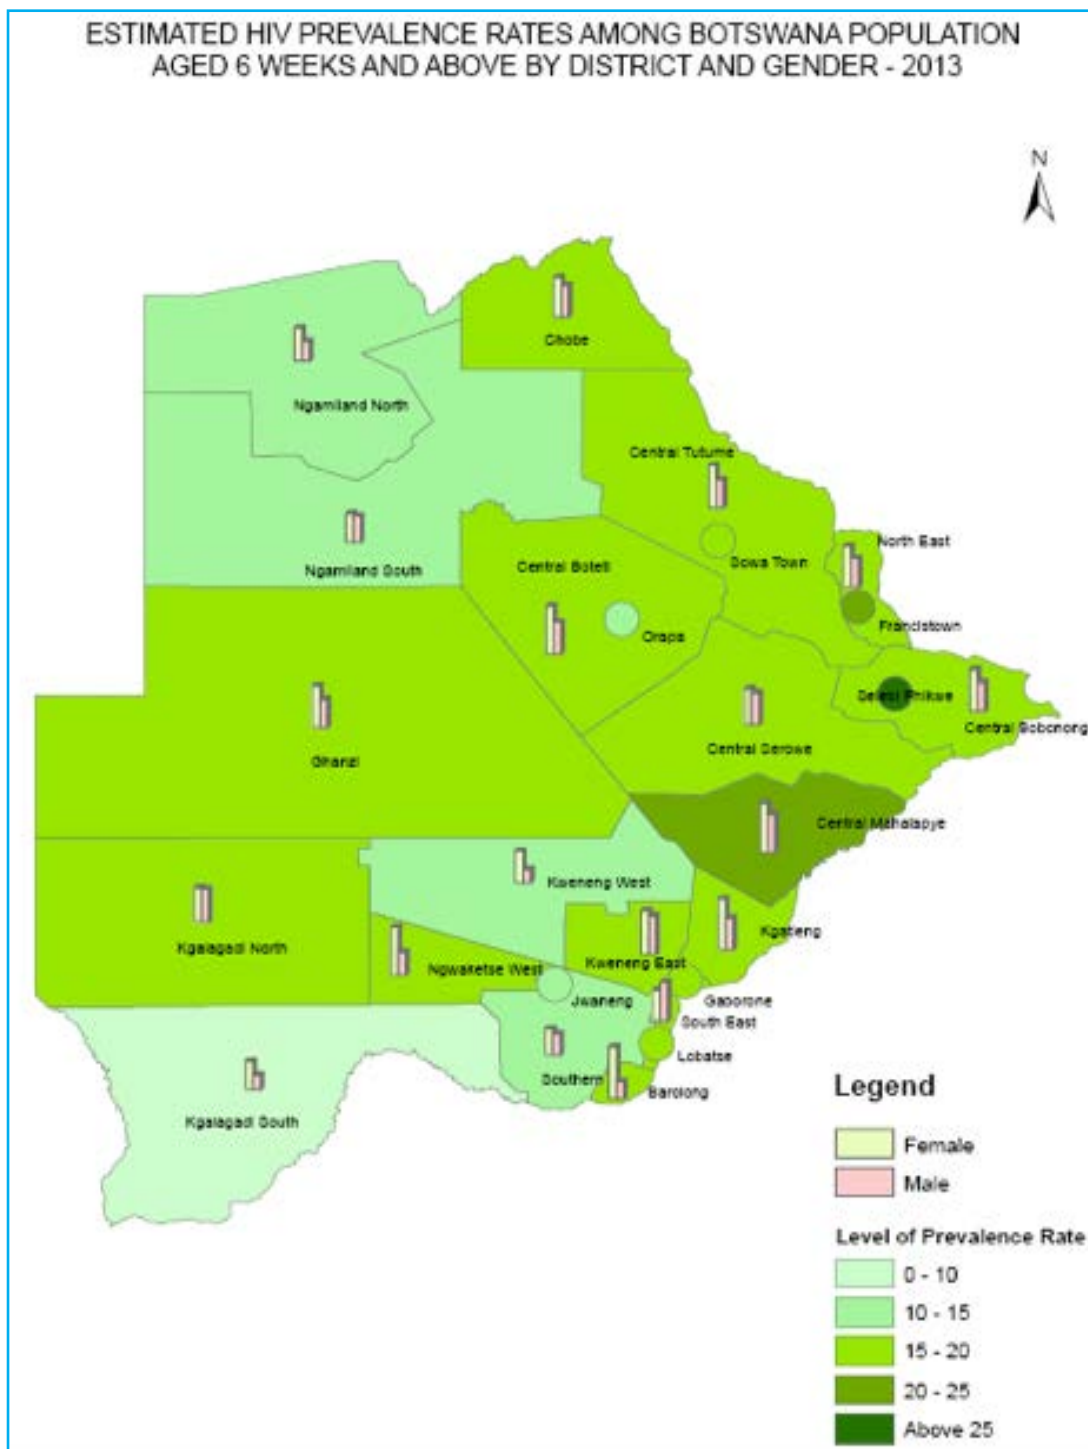 ESTIMATED HIV PREVALENCE RATES AMONG BOTSWANA POPULATION
AGED 6 WEEKS AND ABOVE BY DISTRICT AND GENDER - 2013
N
Chobe
Ngamiland North
Central Tutume
North East
Sowa Town
Ngamiland South
Central Boteti
Orapa
Francistown
Selebi Phikwe
Central Bobonong
Central Serowe
Ghanzi
Central Mahalapye
Kweneng West
Kgatleng
Kgalagadi North
Ngwaketse West
Kweneng East
Jwaneng
Gaborone
South East
Lobatse
Southern
Barolong
Kgalagadi South
Legend
Female
Male
Level of Prevalence Rate
0 - 10
10 - 15
15 - 20
20 - 25
Above 25